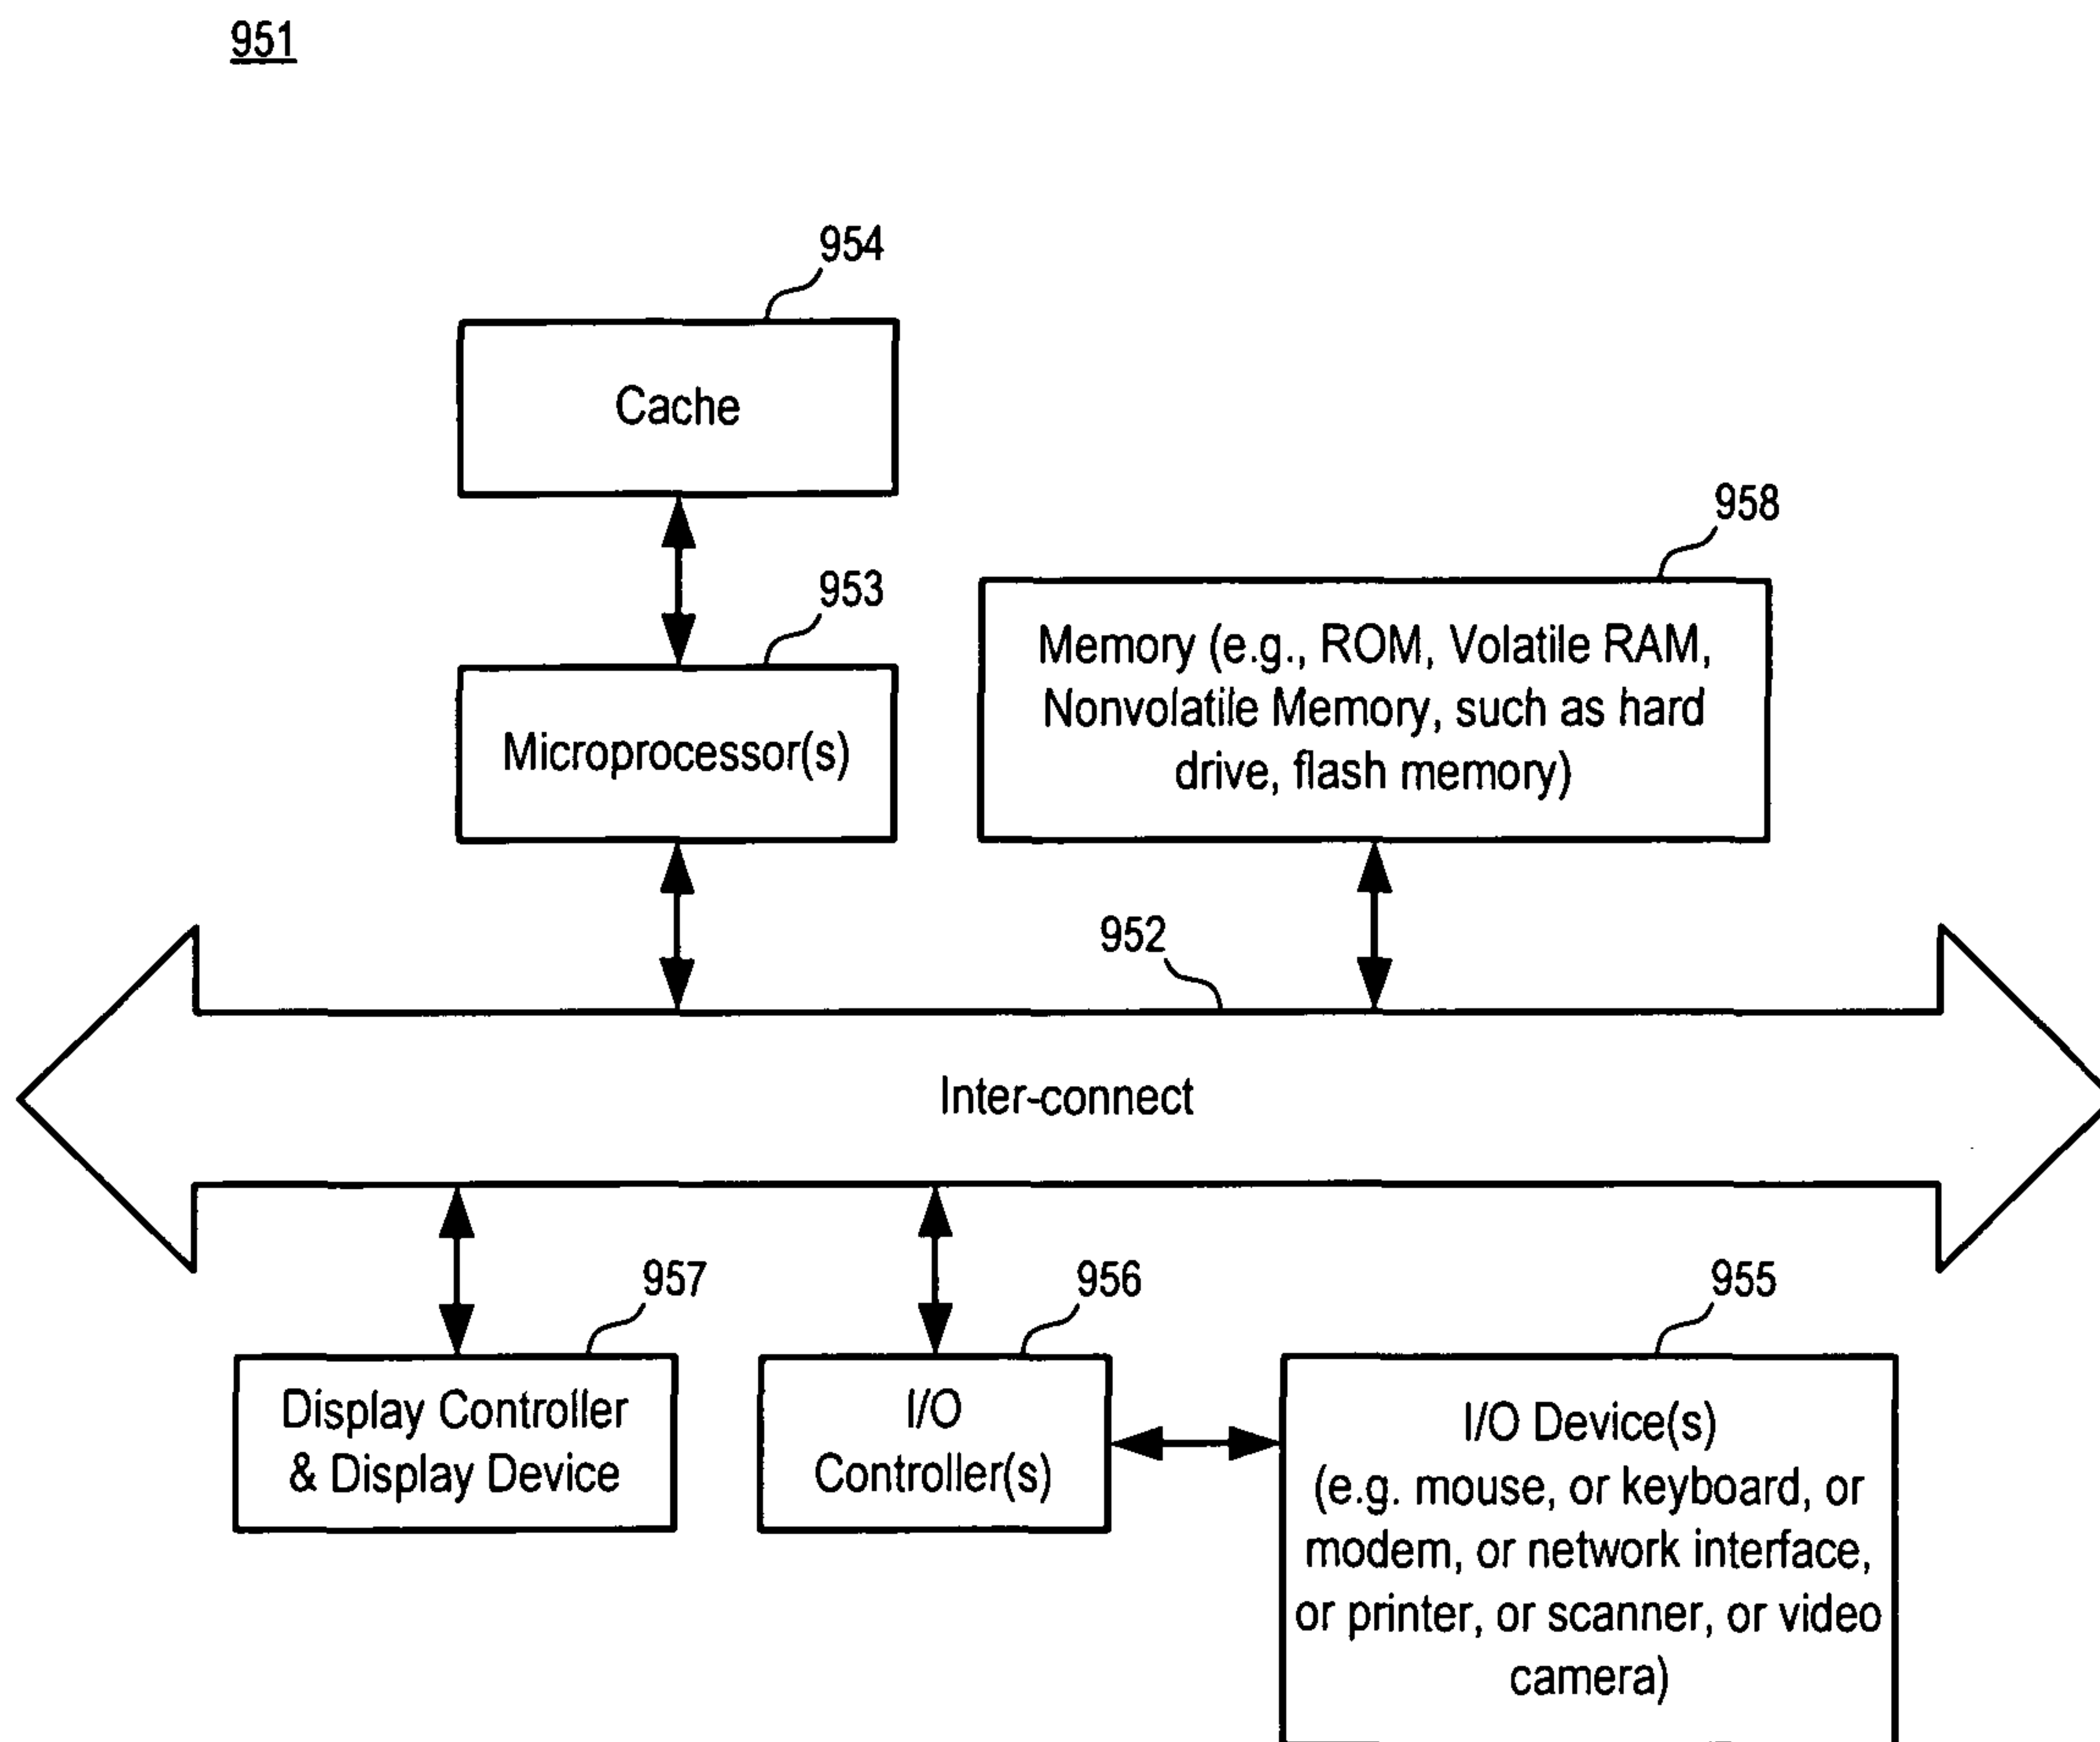 951
954
Cache
958
953
Memory (e.g., ROM, Volatile RAM,
Nonvolatile Memory, such as hard
drive, flash memory)
Microprocessor(s)
952
Inter-connect
957
956
955
Display Controller
& Display Device
I/O
Controller(s)
I/O Device(s)
(e.g. mouse, or keyboard, or
modem, or network interface,
or printer, or scanner, or video
camera)